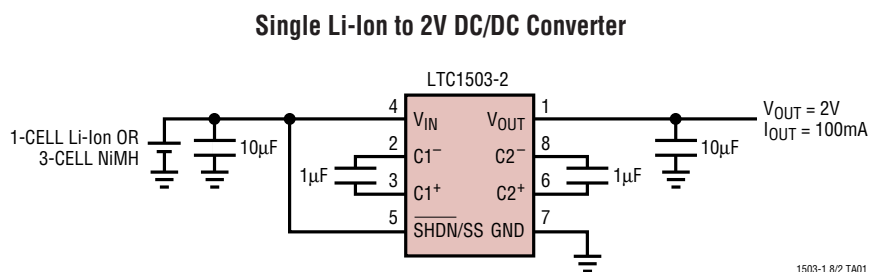 Single Li-Ion to 2V DC/DC Converter
LTC1503-2
1-CELL Li-Ion OR
3-CELL NiMH
10µF
1µF
4
2
3
5
VIN
C1–
C1+
SHDN/SS
VOUT
C2–
C2+
GND
1
8
6
7
1µF
10µF
VOUT = 2V
IOUT = 100mA
1503-1.8/2 TA01